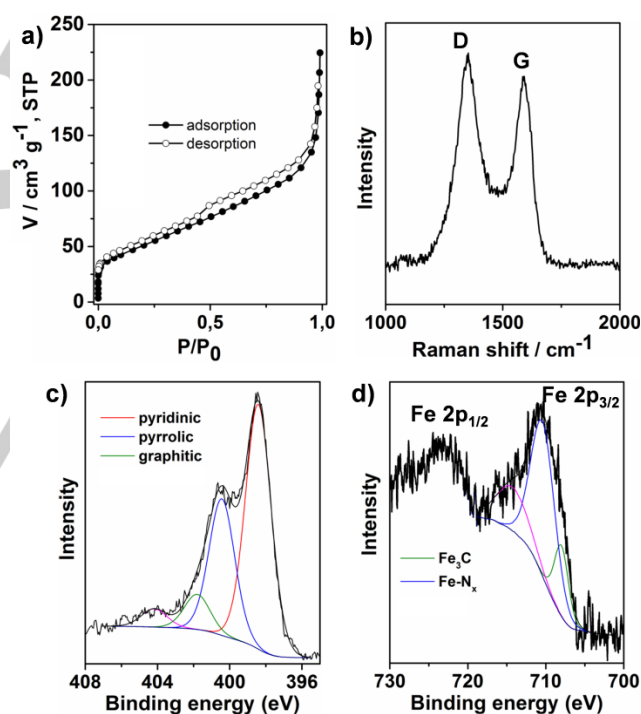 a)
250
200
150
100
50
0
V / cm³ g⁻¹, STP
adsorption
desorption
0,0
0,5
1,0
P/P₀
b)
D
G
Intensity
1000
1500
2000
Raman shift / cm⁻¹
c)
pyridinic
pyrrolic
graphitic
Intensity
408
404
400
396
Binding energy (eV)
d)
Fe 2p₁/₂
Fe 2p₃/₂
Fe₃C
Fe-Nₓ
Intensity
730
720
710
700
Binding energy (eV)